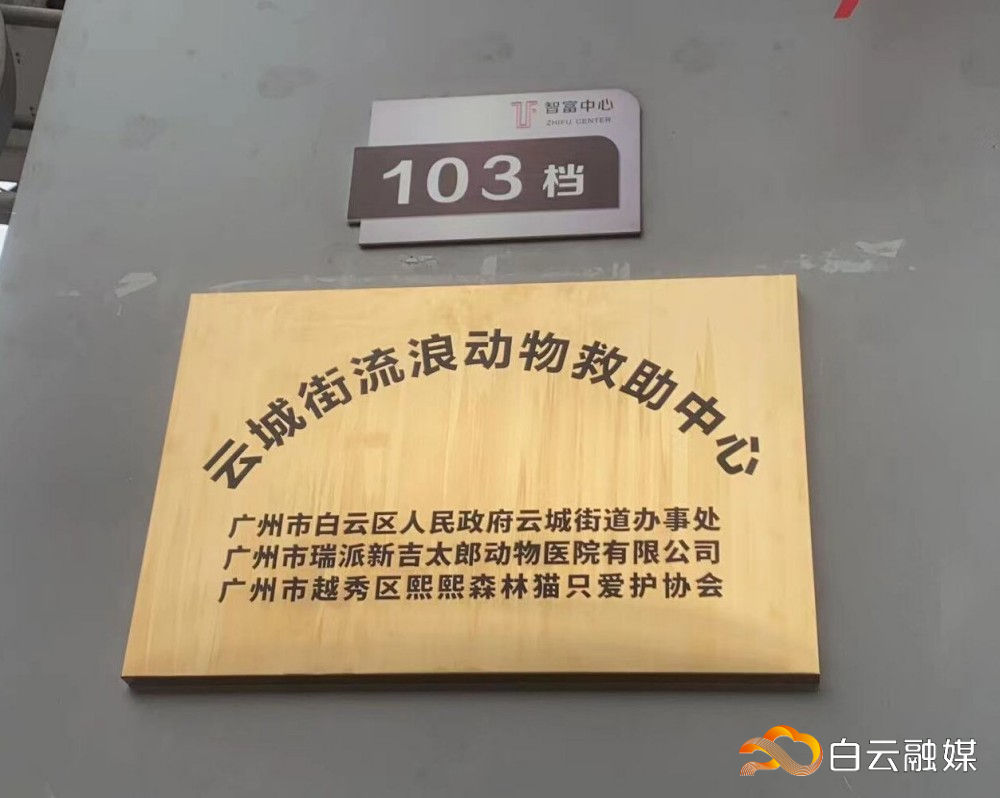 智富中心
ZHIFU CENTER
103档
云城街流浪动物救助中心
广州市白云区人民政府云城街道办事处
广州市瑞派新吉太郎动物医院有限公司
广州市越秀区熙熙森林猫只爱护协会
白云融媒